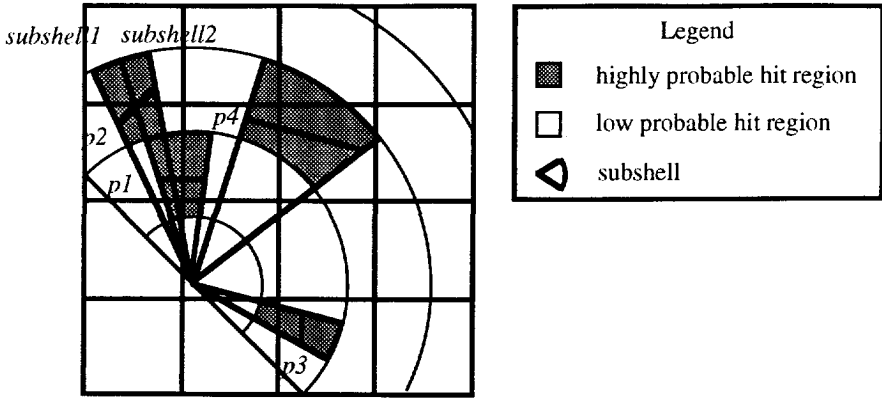 subshell1 subshell2
p4
p2
p1
p3
Legend
highly probable hit region
low probable hit region
subshell